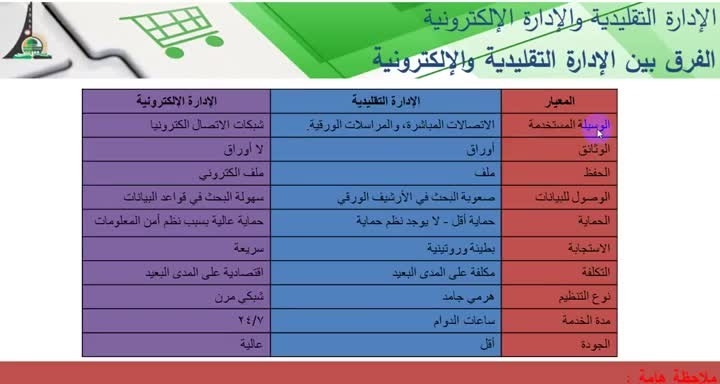 الإدارة التقليدية والإدارة الإلكترونية
الفرق بين الإدارة التقليدية والإلكترونية
المعيار الإدارة التقليدية الإدارة الإلكترونية
الوسيلة المستخدمة الاتصالات المباشرة، والمراسلات الورقية. شبكات الاتصال الكترونيا
الوثائق أوراق لا أوراق
الحفظ ملف ملف الكتروني
الوصول للبيانات صعوبة البحث في الأرشيف الورقي سهولة البحث في قواعد البيانات
الحماية حماية أقل - لا يوجد نظم حماية حماية عالية بسبب نظم أمن المعلومات
الاستجابة بطيئة وروتينية سريعة
التكلفة مكلفة على المدى البعيد اقتصادية على المدى البعيد
نوع التنظيم هرمي جامد شبكي مرن
مدة الخدمة ساعات الدوام ٢٤/٧
الجودة أقل عالية
ملاحظة هامة :